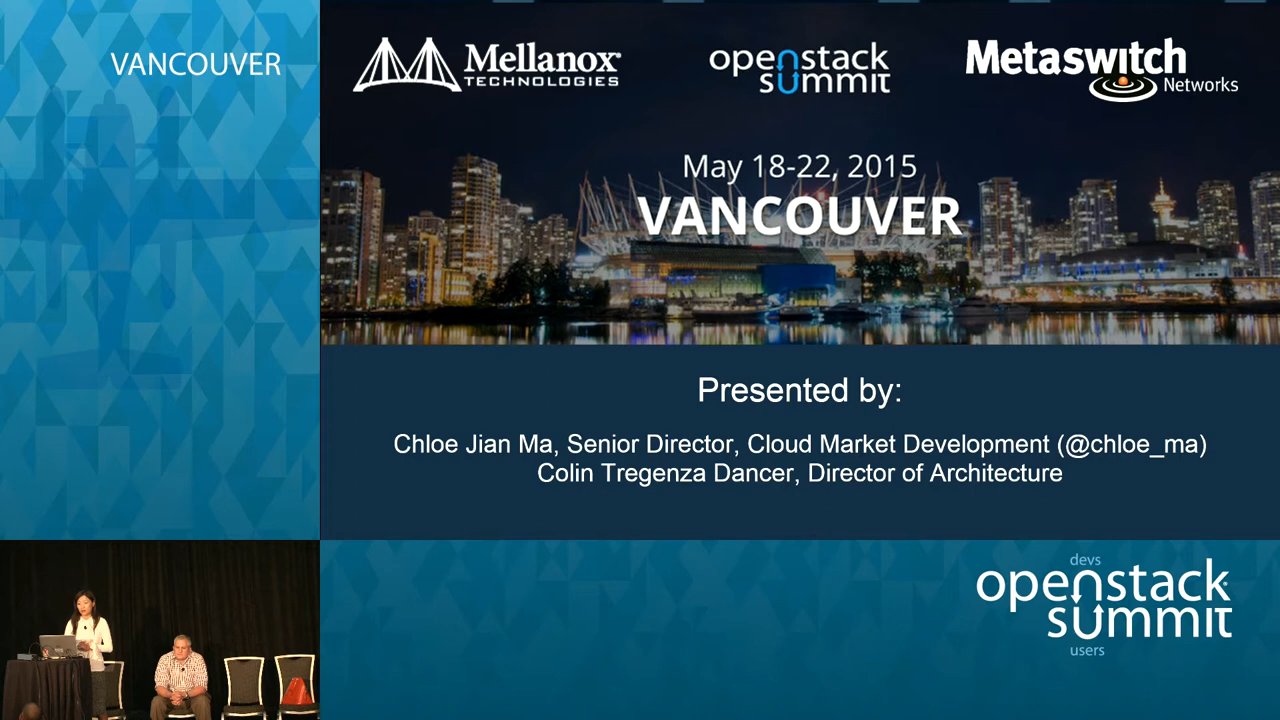 VANCOUVER
Mellanox
TECHNOLOGIES
openstack
summit
Metaswitch
Networks
May 18-22, 2015
VANCOUVER
Presented by:
Chloe Jian Ma, Senior Director, Cloud Market Development (@chloe_ma)
Colin Tregenza Dancer, Director of Architecture
devs
openstack
summit
users